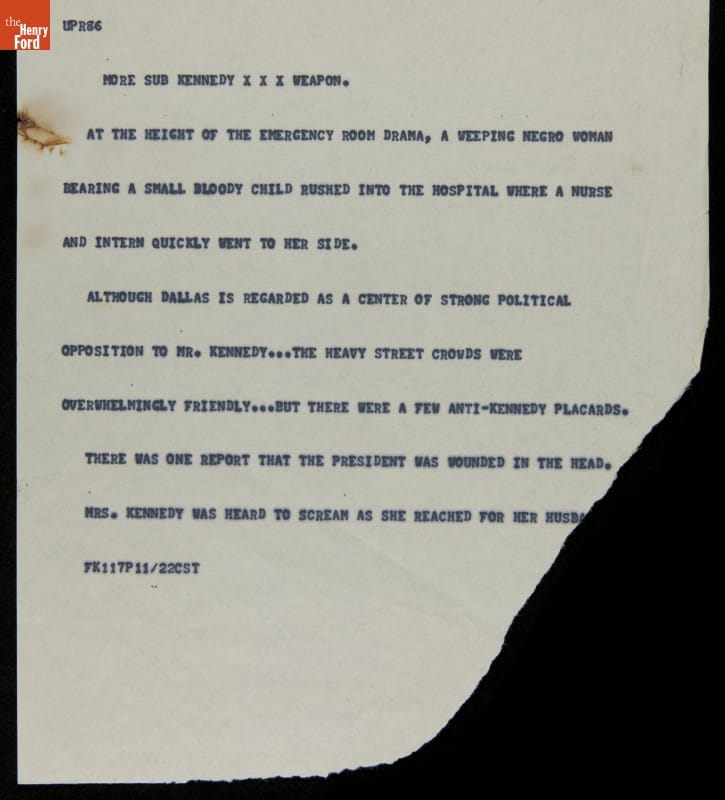 the
Henry
Ford
UPR86
MORE SUB KENNEDY X X X WEAPON.
AT THE HEIGHT OF THE EMERGENCY ROOM DRAMA, A WEEPING NEGRO WOMAN
BEARING A SMALL BLOODY CHILD RUSHED INTO THE HOSPITAL WHERE A NURSE
AND INTERN QUICKLY WENT TO HER SIDE.
ALTHOUGH DALLAS IS REGARDED AS A CENTER OF STRONG POLITICAL
OPPOSITION TO MR. KENNEDY...THE HEAVY STREET CROWDS WERE
OVERWHELMINGLY FRIENDLY...BUT THERE WERE A FEW ANTI-KENNEDY PLACARDS.
THERE WAS ONE REPORT THAT THE PRESIDENT WAS WOUNDED IN THE HEAD.
MRS. KENNEDY WAS HEARD TO SCREAM AS SHE REACHED FOR HER HUSBA
FK117P11/22CST